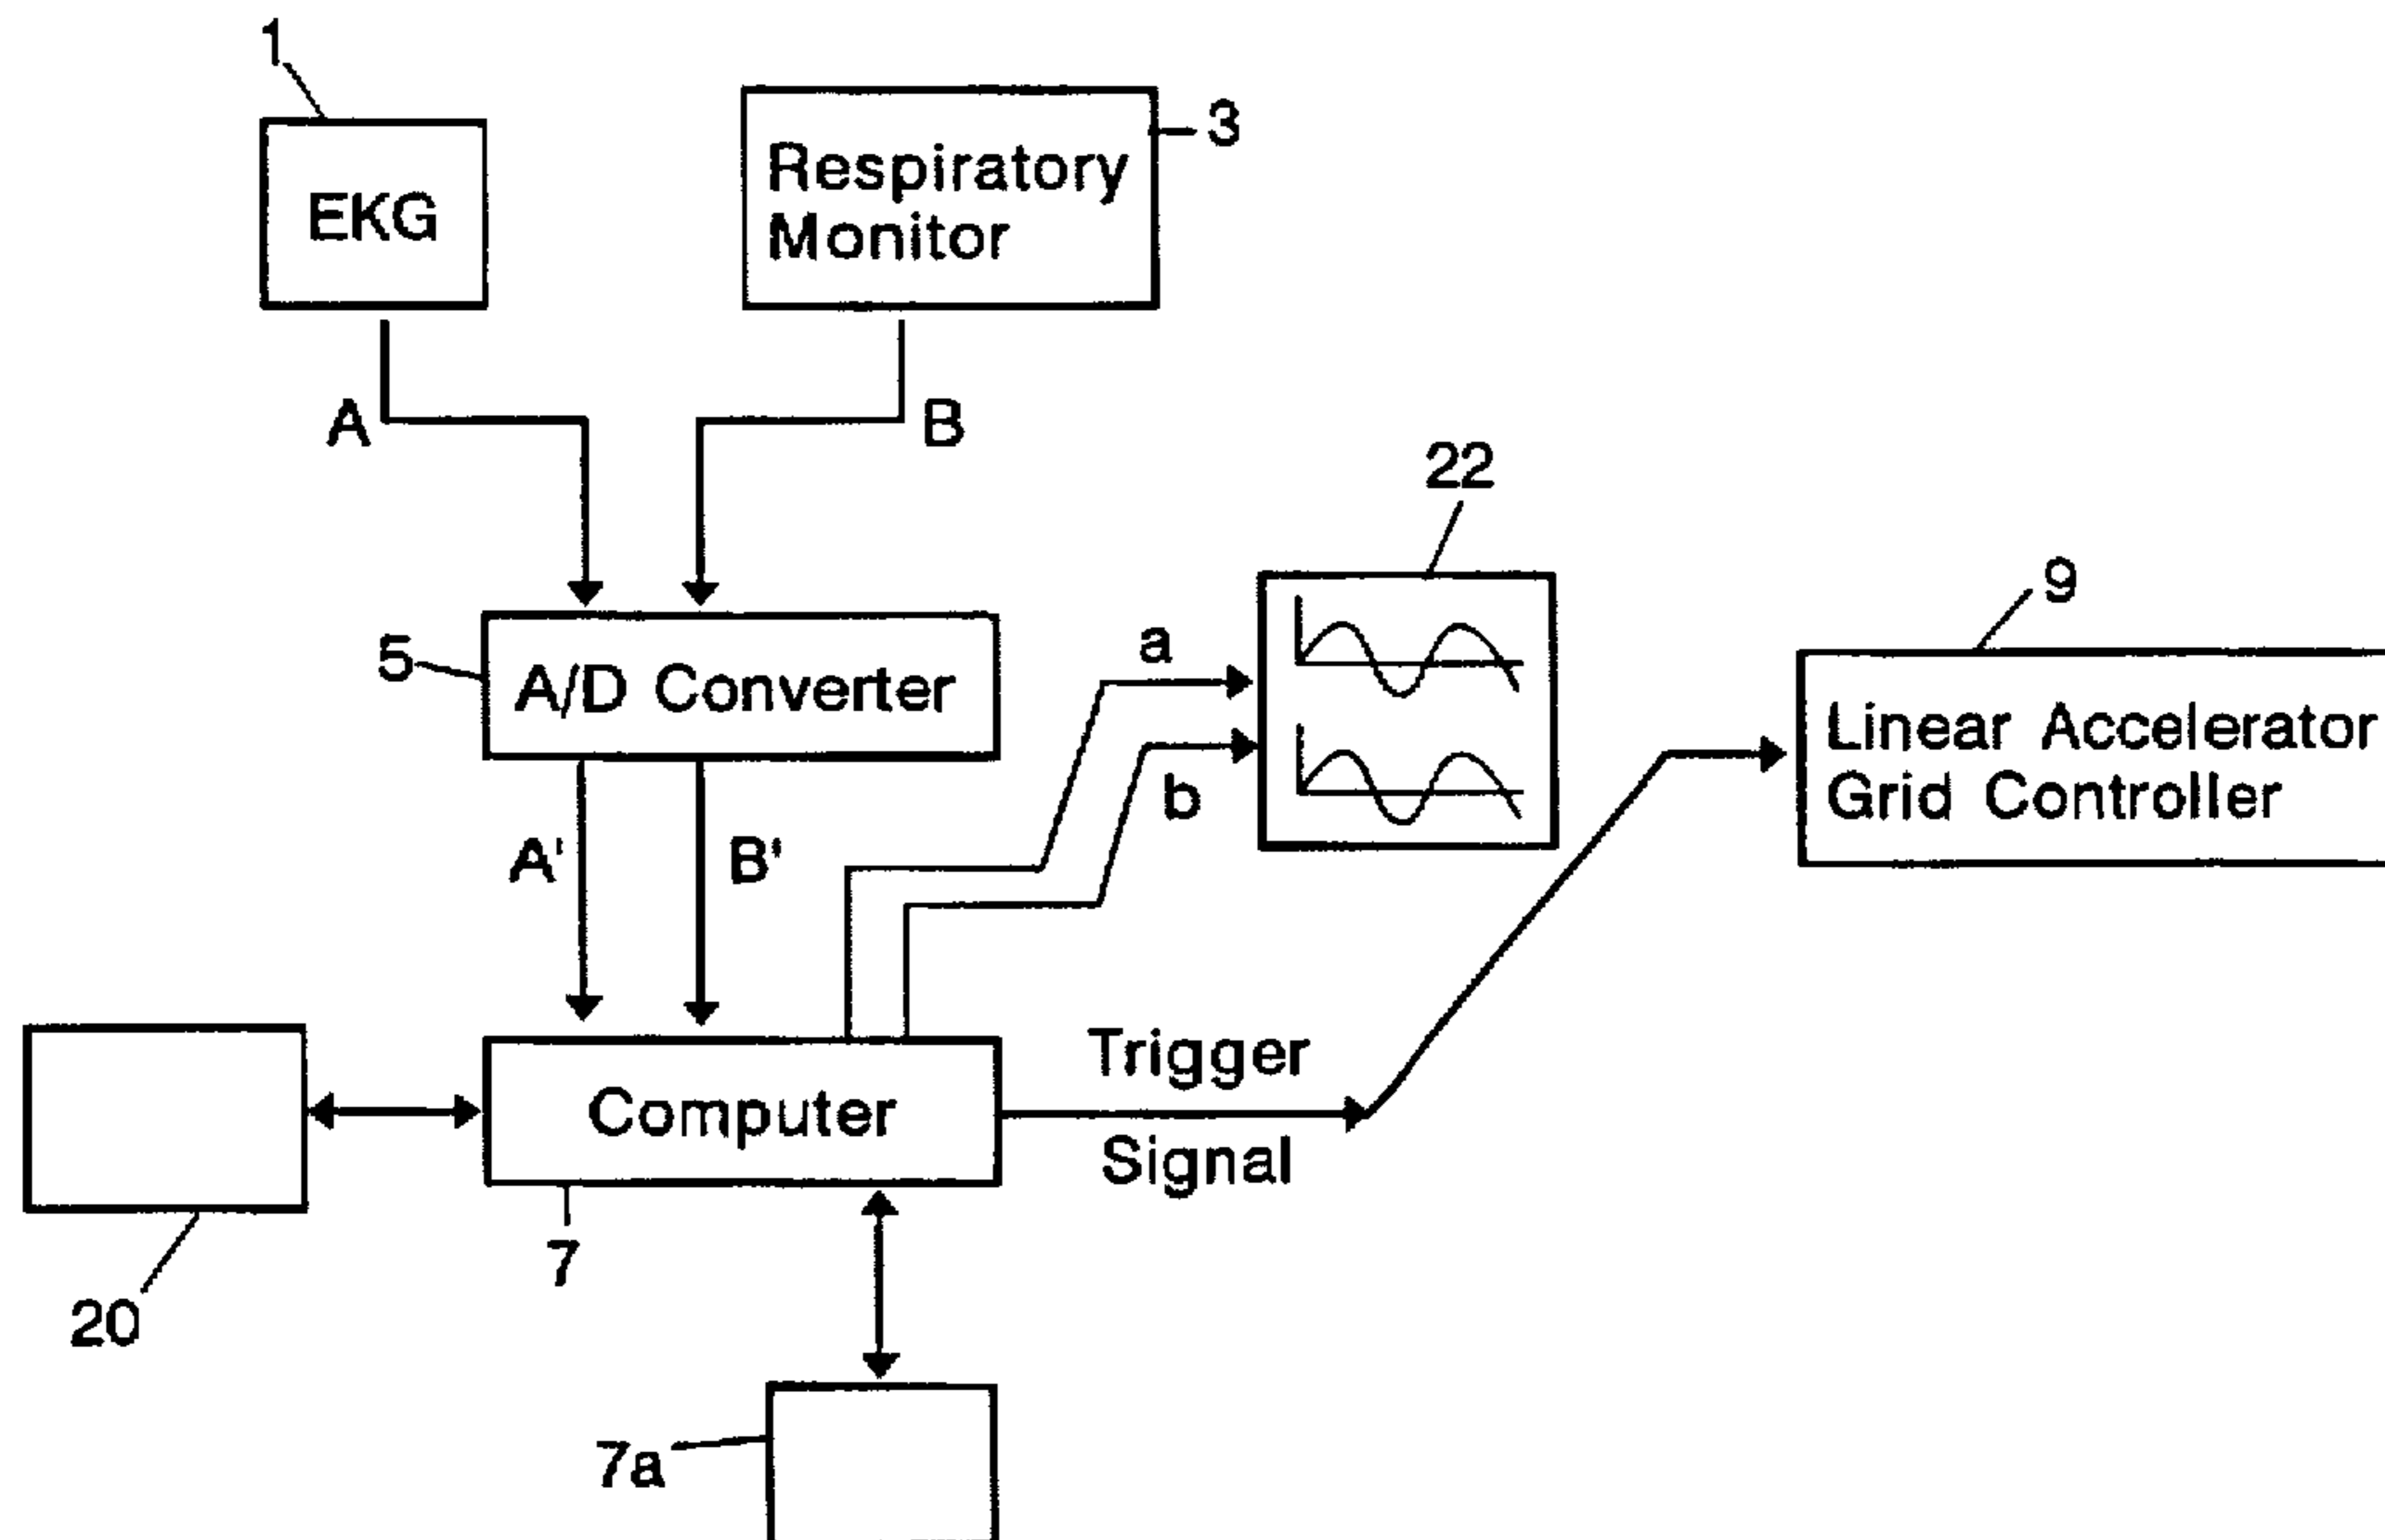 1
EKG
Respiratory
Monitor
3
A
B
22
9
5
A/D Converter
a
b
Linear Accelerator
Grid Controller
A'
B'
Computer
Trigger
Signal
7
20
7a